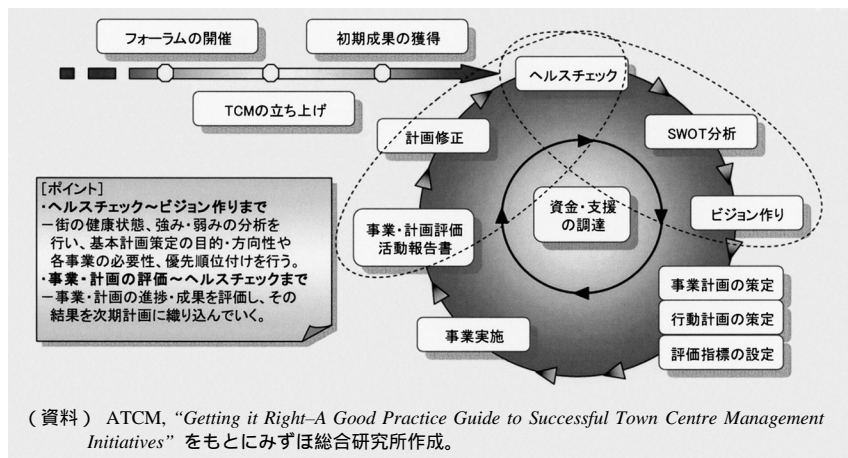 フォーラムの開催
初期成果の獲得
TCMの立ち上げ
ヘルスチェック
SWOT分析
ビジョン作り
事業計画の策定
行動計画の策定
評価指標の設定
事業実施
事業・計画評価
活動報告書
計画修正
資金・支援
の調達
[ポイント]
・ヘルスチェック～ビジョン作りまで
－街の健康状態、強み・弱みの分析を
行い、基本計画策定の目的・方向性や
各事業の必要性、優先順位付けを行う。
・事業・計画の評価～ヘルスチェックまで
－事業・計画の進捗・成果を評価し、その
結果を次期計画に織り込んでいく。
(資料) ATCM, “Getting it Right–A Good Practice Guide to Successful Town Centre Management
Initiatives” をもとにみずほ総合研究所作成。